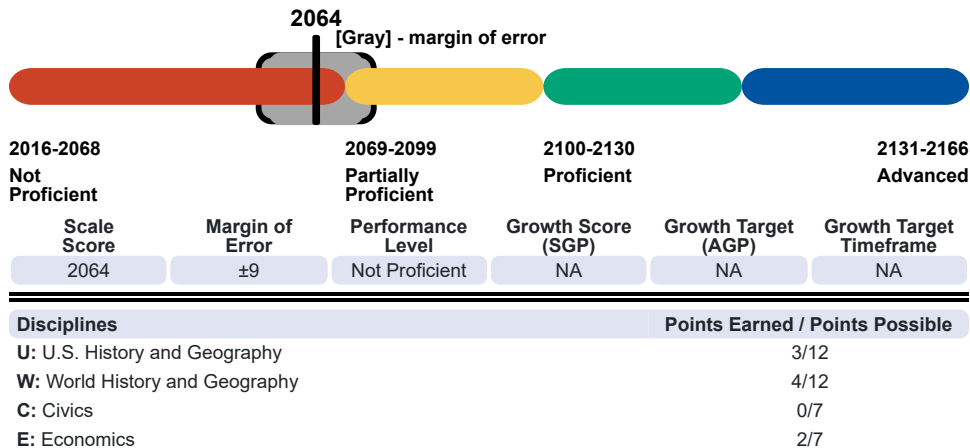 2064
[Gray] - margin of error
2016-2068 2069-2099 2100-2130 2131-2166
Not Proficient Partially Proficient Proficient Advanced
Scale Score Margin of Error Performance Level Growth Score (SGP) Growth Target (AGP) Growth Target Timeframe
2064 ±9 Not Proficient NA NA NA
Disciplines Points Earned / Points Possible
U: U.S. History and Geography 3/12
W: World History and Geography 4/12
C: Civics 0/7
E: Economics 2/7